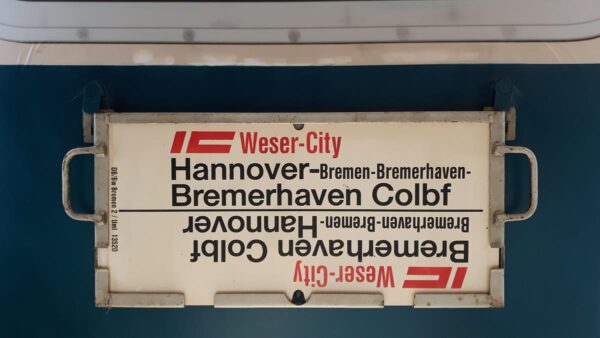 IC Weser-City
Hannover-Bremen-Bremerhaven-
Bremerhaven Colbf
IC Weser-City
Bremerhaven Colbf
Bremerhaven-Bremen-Hannover